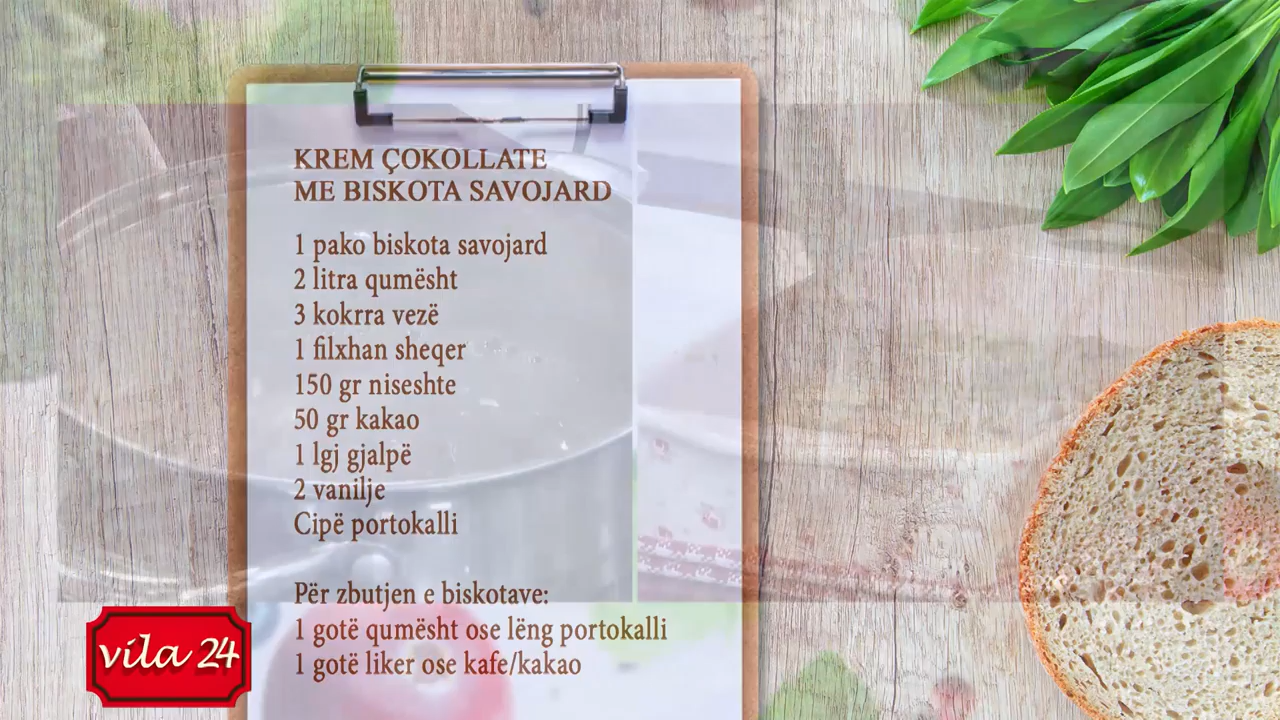 KREM ÇOKOLLATE
ME BISKOTA SAVOJARD
1 pako biskota savojard
2 litra qumësht
3 kokrra vezë
1 filxhan sheqer
150 gr niseshte
50 gr kakao
1 lgj gjalpë
2 vanilje
Cipë portokalli
Për zbutjen e biskotave:
1 gotë qumësht ose lëng portokalli
1 gotë liker ose kafe/kakao
vila 24